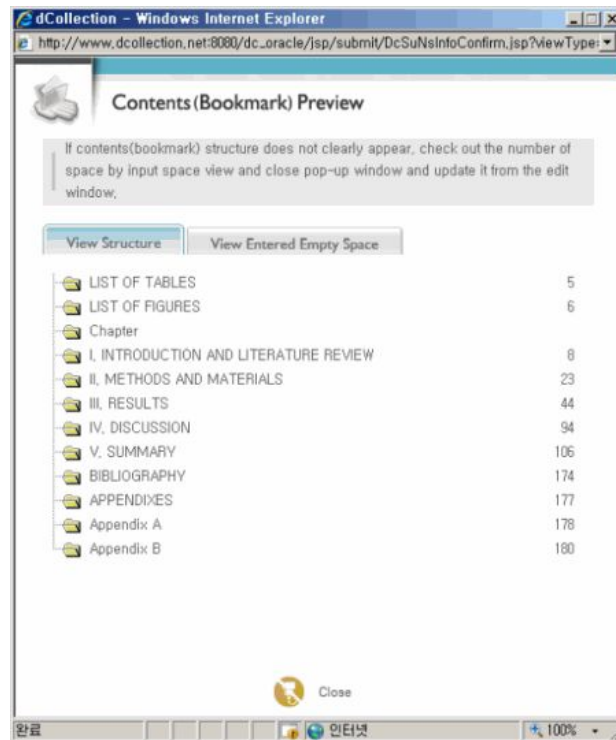 dCollection - Windows Internet Explorer
http://www.dcollection,net:8080/dc_oracle/jsp/submit/DcSuNsInfoConfirm,jsp?viewType:
Contents(Bookmark) Preview
If contents(bookmark) structure does not clearly appear, check out the number of
space by input space view and close pop-up window and update it from the edit
window,
View Structure View Entered Empty Space
LIST OF TABLES 5
LIST OF FIGURES 6
Chapter
I, INTRODUCTION AND LITERATURE REVIEW 8
II, METHODS AND MATERIALS 23
III, RESULTS 44
IV, DISCUSSION 94
V, SUMMARY 106
BIBLIOGRAPHY 174
APPENDIXES 177
Appendix A 178
Appendix B 180
Close
완료 인터넷 100%